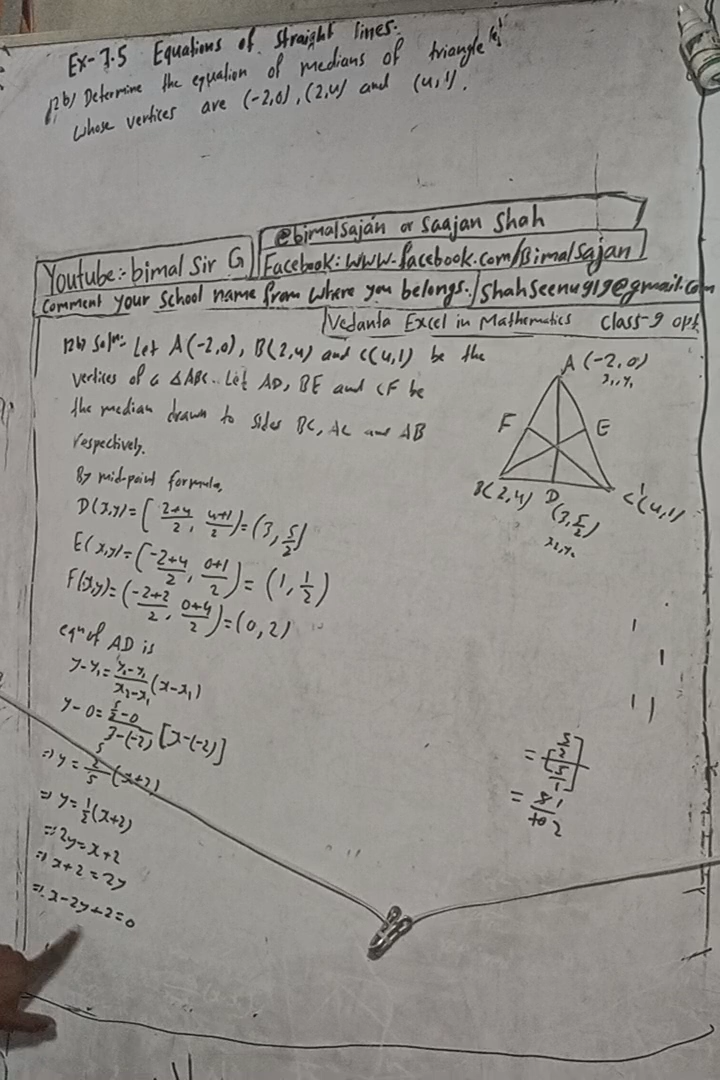 Ex-7.5 Equations of straight lines.
12b) Determine the equation of medians of triangle
whose vertices are (-2,0), (2,4) and (4,1).
@bimalsajan or Saajan Shah
Youtube:- bimal Sir G
Facebook: www.facebook.com/Bimalsajan
Comment your school name from where you belongs.
shahseenu919@gmail.com
Vedanta Excel in Mathematics class-9 opt
12b) Soln: Let A(-2,0), B(2,4) and C(4,1) be the
vertices of a ΔABC. Let AD, BE and CF be
the median drawn to sides BC, AC and AB
respectively.
By mid-point formula,
D(x,y)=[2+4/2, 4+1/2)=(3, 5/2)
E(x,y)=(-2+4/2, 0+1/2)=(1, 1/2)
F(x,y)=(-2+2/2, 0+4/2)=(0,2)
eqn of AD is
y-y₁=y₂-y₁/x₂-x₁(x-x₁)
y-0=5/2-0/3-(-2)[x-(-2)]
⇒y=5/2/5(x+2)
⇒y=1/2(x+2)
⇒2y=x+2
⇒x+2=2y
⇒x-2y+2=0
A(-2,0)
x₁,y₁
F
E
B(2,4)
D
(3,5/2)
x₂,y₂
C(4,1)